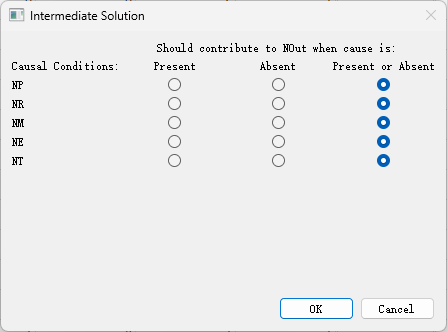 Intermediate Solution
Should contribute to NOut when cause is:
Causal Conditions: Present Absent Present or Absent
NP
NR
NM
NE
NT
OK Cancel